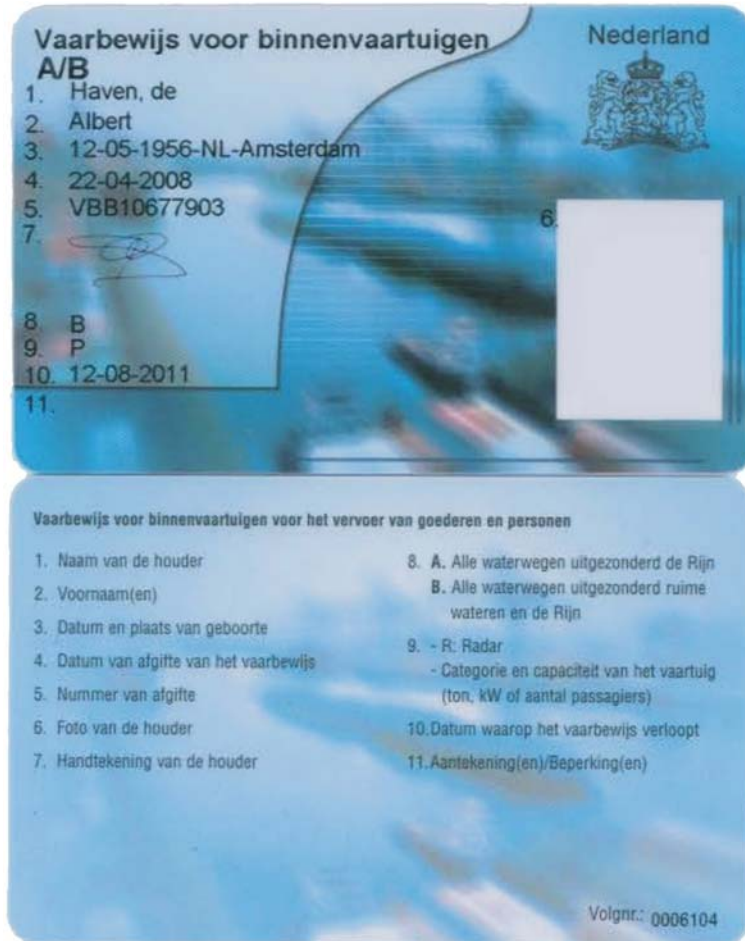 Vaarbewijs voor binnenvaartuigen
Nederland
A/B
1. Haven, de
2. Albert
3. 12-05-1956-NL-Amsterdam
4. 22-04-2008
5. VBB10677903
6.
7.
8. B
9. P
10. 12-08-2011
11.
Vaarbewijs voor binnenvaartuigen voor het vervoer van goederen en personen
1. Naam van de houder
2. Voornaam(en)
3. Datum en plaats van geboorte
4. Datum van afgifte van het vaarbewijs
5. Nummer van afgifte
6. Foto van de houder
7. Handtekening van de houder
8. A. Alle waterwegen uitgezonderd de Rijn
B. Alle waterwegen uitgezonderd ruime
wateren en de Rijn
9. - R: Radar
- Categorie en capaciteit van het vaartuig
(ton, kW of aantal passagiers)
10.Datum waarop het vaarbewijs verloopt
11.Aantekening(en)/Beperking(en)
Volgnr.: 0006104